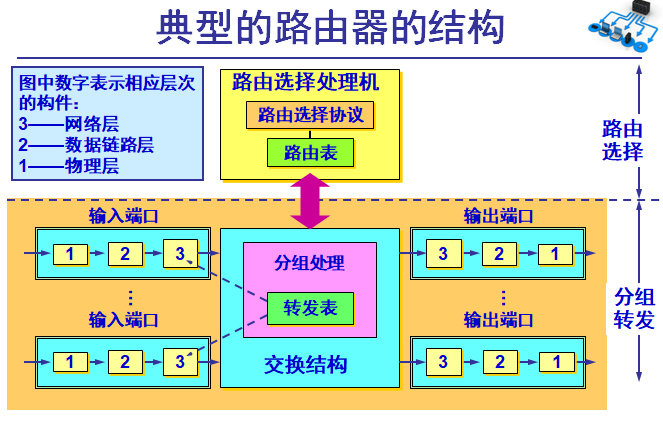 典型的路由器的结构
图中数字表示相应层次
的构件：
3——网络层
2——数据链路层
1——物理层
路由选择处理机
路由选择协议
路由表
路由
选择
输入端口
输出端口
1
2
3
3
2
1
分组处理
转发表
交换结构
…
…
输入端口
输出端口
1
2
3
3
2
1
分组
转发